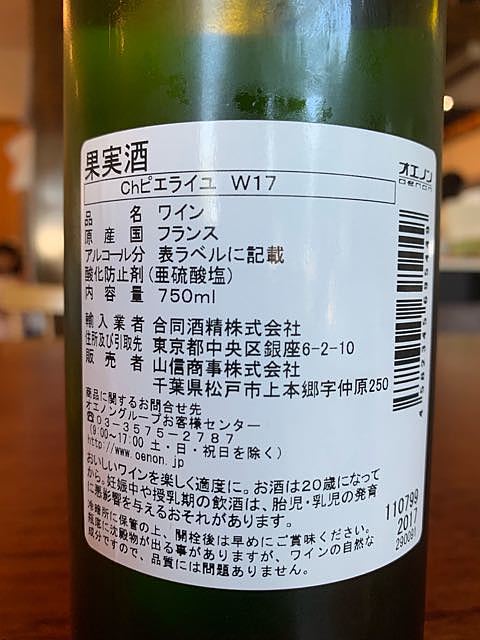 果実酒
オエノン
oenon
Chピエライユ W17
品名 ワイン
原産国 フランス
アルコール分 表ラベルに記載
酸化防止剤(亜硫酸塩)
内容量 750ml
輸入業者 合同酒精株式会社
住所及び引取先 東京都中央区銀座6-2-10
販売者 山信商事株式会社
千葉県松戸市上本郷字仲原250
商品に関するお問合せ先
オエノングループお客様センター
☎03-3575-2787
(9:00~17:00 土・日・祝日を除く)
http://www.oenon.jp
おいしいワインを楽しく適度に。お酒は20歳になって
から。妊娠中や授乳期の飲酒は、胎児・乳児の発育
に悪影響を与えるおそれがあります。
冷暗所に保管の上、開栓後は早めにご賞味ください。
瓶底に沈殿物が出る事がありますが、ワインの自然な
成分ですので、品質には問題ありません。
110799
2017